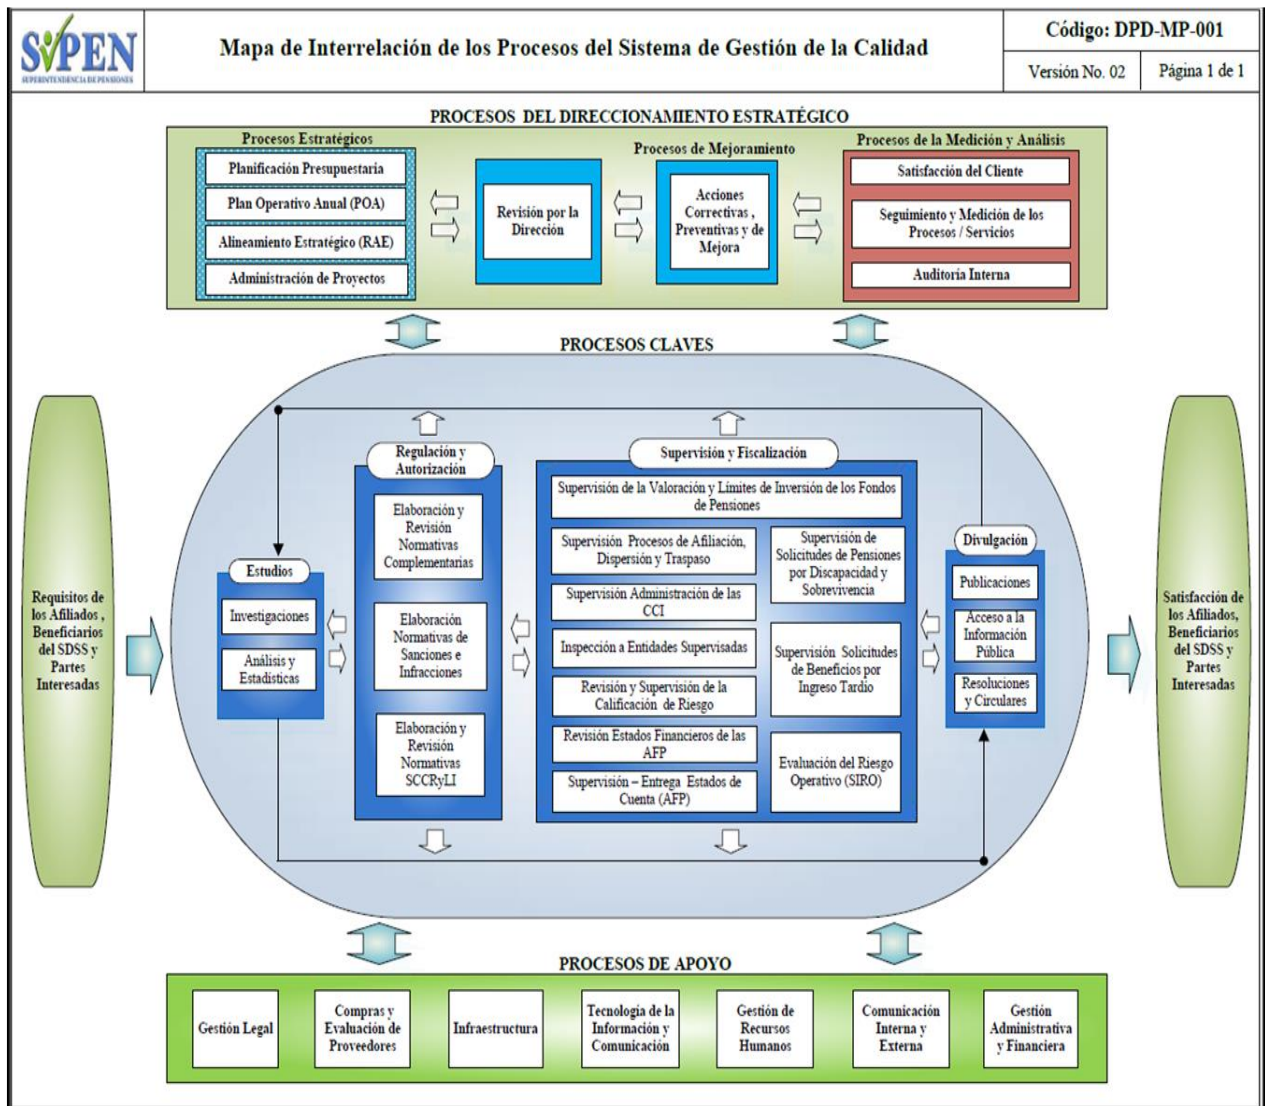 SIPEN
SUPERINTENDENCIA DE PENSIONES
Mapa de Interrelación de los Procesos del Sistema de Gestión de la Calidad
Código: DPD-MP-001
Versión No. 02
Página 1 de 1
PROCESOS DEL DIRECCIONAMIENTO ESTRATÉGICO
Procesos Estratégicos
Planificación Presupuestaria
Plan Operativo Anual (POA)
Alineamiento Estratégico (RAE)
Administración de Proyectos
Revisión por la
Dirección
Procesos de Mejoramiento
Acciones
Correctivas ,
Preventivas y de
Mejora
Procesos de la Medición y Análisis
Satisfacción del Cliente
Seguimiento y Medición de los
Procesos / Servicios
Auditoría Interna
PROCESOS CLAVES
Requisitos de
los Afiliados ,
Beneficiarios
del SDSS y
Partes
Interesadas
Estudios
Investigaciones
Análisis y
Estadísticas
Regulación y
Autorización
Elaboración y
Revisión
Normativas
Complementarias
Elaboración
Normativas de
Sanciones e
Infracciones
Elaboración y
Revisión
Normativas
SCCRyLI
Supervisión y Fiscalización
Supervisión de la Valoración y Límites de Inversión de los Fondos
de Pensiones
Supervisión Procesos de Afiliación,
Dispersión y Traspaso
Supervisión Administración de las
CCI
Inspección a Entidades Supervisadas
Revisión y Supervisión de la
Calificación de Riesgo
Revisión Estados Financieros de las
AFP
Supervisión – Entrega Estados de
Cuenta (AFP)
Supervisión de
Solicitudes de Pensiones
por Discapacidad y
Sobrevivencia
Supervisión Solicitudes
de Beneficios por
Ingreso Tardío
Evaluación del Riesgo
Operativo (SIRO)
Divulgación
Publicaciones
Acceso a la
Información
Pública
Resoluciones
y Circulares
Satisfacción de
los Afiliados,
Beneficiarios
del SDSS y
Partes
Interesadas
PROCESOS DE APOYO
Gestión Legal
Compras y
Evaluación de
Proveedores
Infraestructura
Tecnología de la
Información y
Comunicación
Gestión de
Recursos
Humanos
Comunicación
Interna y
Externa
Gestión
Administrativa
y Financiera